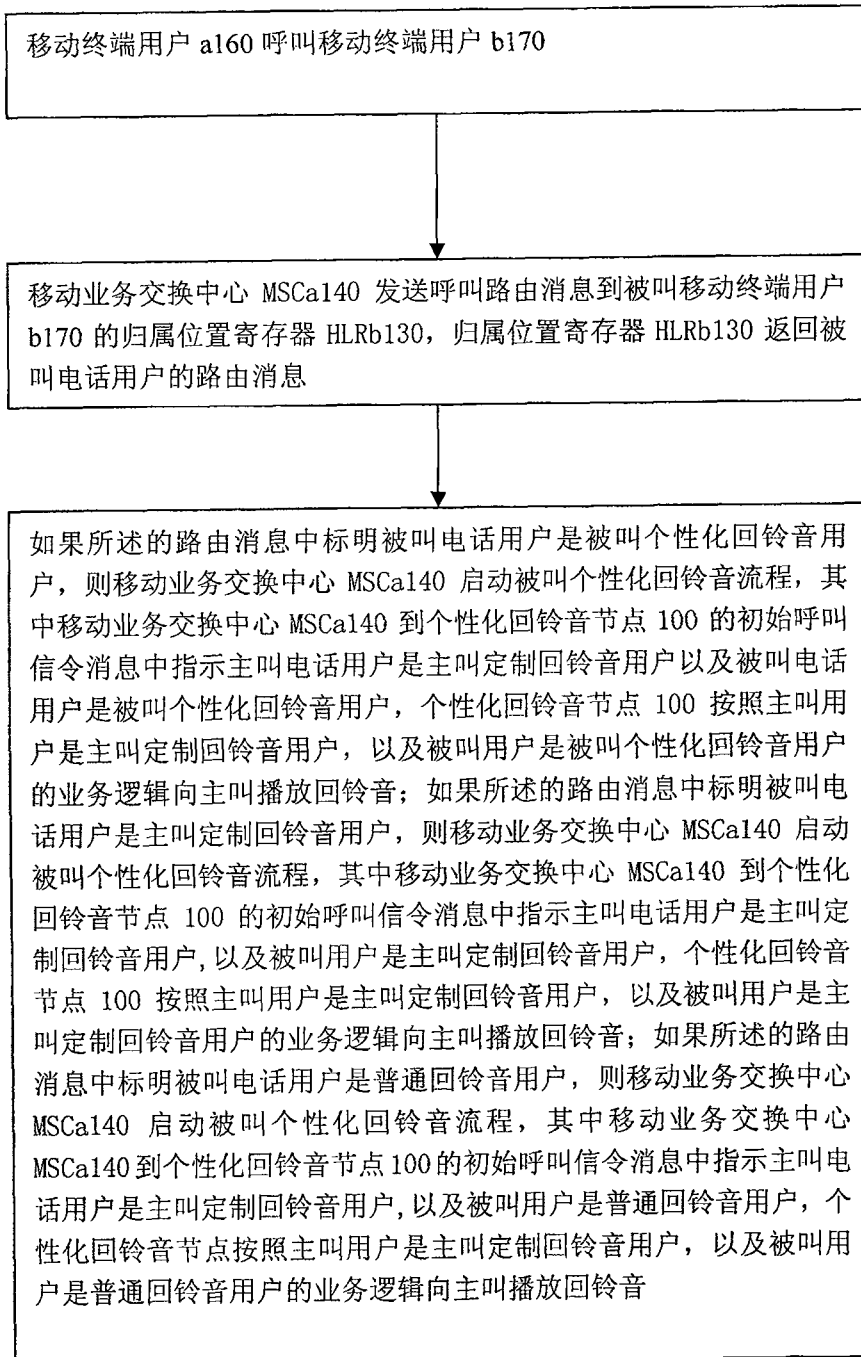 移动终端用户 a160 呼叫移动终端用户 b170
移动业务交换中心 MSCa140 发送呼叫路由消息到被叫移动终端用户
b170 的归属位置寄存器 HLRb130，归属位置寄存器 HLRb130 返回被
叫电话用户的路由消息
如果所述的路由消息中标明被叫电话用户是被叫个性化回铃音用
户，则移动业务交换中心 MSCa140 启动被叫个性化回铃音流程，其
中移动业务交换中心 MSCa140 到个性化回铃音节点 100 的初始呼叫
信令消息中指示主叫电话用户是主叫定制回铃音用户以及被叫电话
用户是被叫个性化回铃音用户，个性化回铃音节点 100 按照主叫用
户是主叫定制回铃音用户，以及被叫用户是被叫个性化回铃音用户
的业务逻辑向主叫播放回铃音；如果所述的路由消息中标明被叫电
话用户是主叫定制回铃音用户，则移动业务交换中心 MSCa140 启动
被叫个性化回铃音流程，其中移动业务交换中心 MSCa140 到个性化
回铃音节点 100 的初始呼叫信令消息中指示主叫电话用户是主叫定
制回铃音用户,以及被叫用户是主叫定制回铃音用户，个性化回铃音
节点 100 按照主叫用户是主叫定制回铃音用户，以及被叫用户是主
叫定制回铃音用户的业务逻辑向主叫播放回铃音；如果所述的路由
消息中标明被叫电话用户是普通回铃音用户，则移动业务交换中心
MSCa140 启动被叫个性化回铃音流程，其中移动业务交换中心
MSCa140到个性化回铃音节点100的初始呼叫信令消息中指示主叫电
话用户是主叫定制回铃音用户,以及被叫用户是普通回铃音用户，个
性化回铃音节点按照主叫用户是主叫定制回铃音用户，以及被叫用
户是普通回铃音用户的业务逻辑向主叫播放回铃音